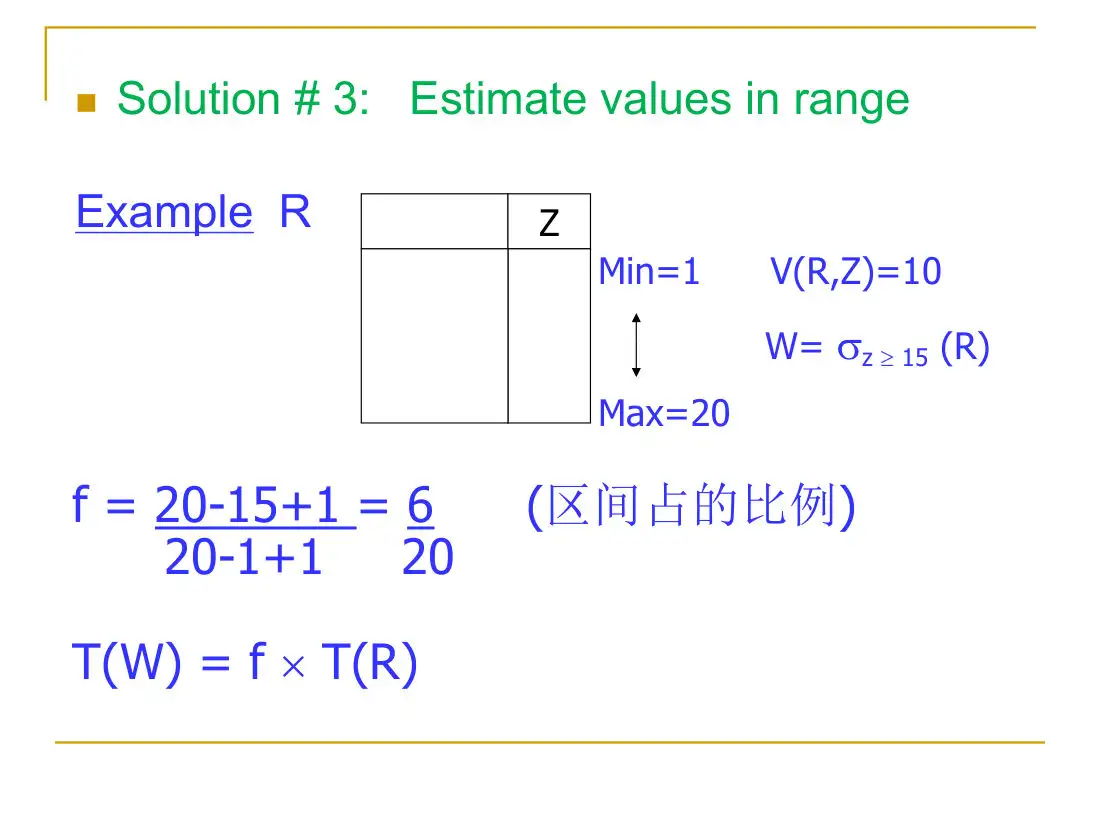 Solution # 3: Estimate values in range
Example R
Z
Min=1 V(R,Z)=10
W= σz ≥ 15 (R)
Max=20
f = 20-15+1 = 6 (区间占的比例)
20-1+1 20
T(W) = f × T(R)